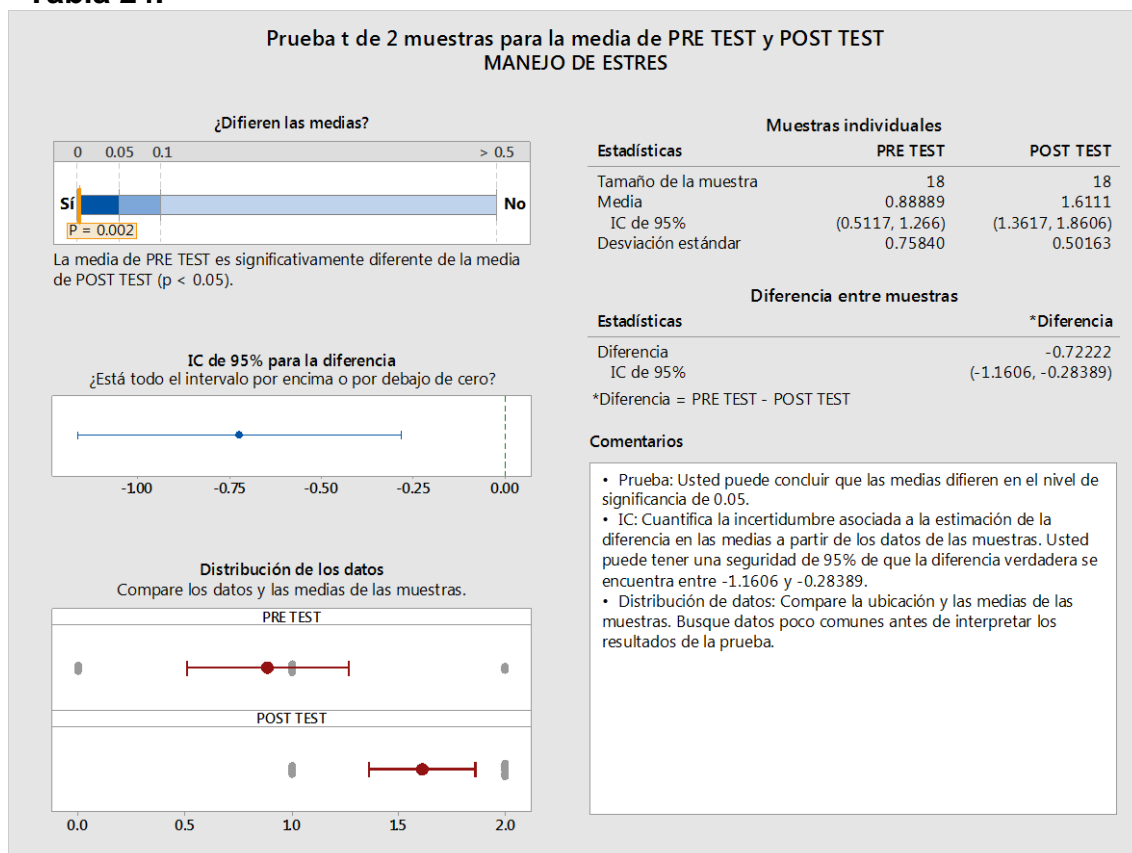 Prueba t de 2 muestras para la media de PRE TEST y POST TEST
MANEJO DE ESTRES
¿Difieren las medias?
0 0.05 0.1 > 0.5
Sí No
P = 0.002
La media de PRE TEST es significativamente diferente de la media
de POST TEST (p < 0.05).
IC de 95% para la diferencia
¿Está todo el intervalo por encima o por debajo de cero?
-1.00 -0.75 -0.50 -0.25 0.00
Distribución de los datos
Compare los datos y las medias de las muestras.
PRE TEST
POST TEST
0.0 0.5 1.0 1.5 2.0
Muestras individuales
Estadísticas PRE TEST POST TEST
Tamaño de la muestra 18 18
Media 0.88889 1.6111
IC de 95% (0.5117, 1.266) (1.3617, 1.8606)
Desviación estándar 0.75840 0.50163
Diferencia entre muestras
Estadísticas *Diferencia
Diferencia -0.72222
IC de 95% (-1.1606, -0.28389)
*Diferencia = PRE TEST - POST TEST
Comentarios
• Prueba: Usted puede concluir que las medias difieren en el nivel de
significancia de 0.05.
• IC: Cuantifica la incertidumbre asociada a la estimación de la
diferencia en las medias a partir de los datos de las muestras. Usted
puede tener una seguridad de 95% de que la diferencia verdadera se
encuentra entre -1.1606 y -0.28389.
• Distribución de datos: Compare la ubicación y las medias de las
muestras. Busque datos poco comunes antes de interpretar los
resultados de la prueba.